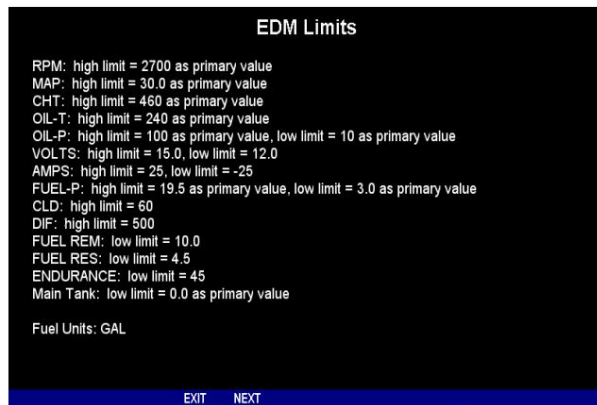 EDM Limits
RPM: high limit = 2700 as primary value
MAP: high limit = 30.0 as primary value
CHT: high limit = 460 as primary value
OIL-T: high limit = 240 as primary value
OIL-P: high limit = 100 as primary value, low limit = 10 as primary value
VOLTS: high limit = 15.0, low limit = 12.0
AMPS: high limit = 25, low limit = -25
FUEL-P: high limit = 19.5 as primary value, low limit = 3.0 as primary value
CLD: high limit = 60
DIF: high limit = 500
FUEL REM: low limit = 10.0
FUEL RES: low limit = 4.5
ENDURANCE: low limit = 45
Main Tank: low limit = 0.0 as primary value
Fuel Units: GAL
EXIT NEXT